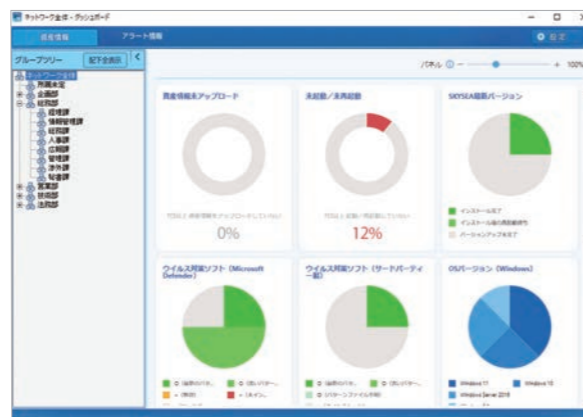 ネットワーク全体 - ダッシュボード
資産情報
アラート情報
設定
グループツリー
配下全表示
パネル
100%
ネットワーク全体
所属未定
企画部
総務部
経理課
情報管理課
総務課
人事課
広報課
管理課
渉外課
秘書課
営業部
技術部
法務部
資産情報未アップロード
0%
未起動／未再起動
12%
SKYSEA最新バージョン
インストール完了
バージョンアップ未完了
ウイルス対策ソフト（Microsoft
Defender）
ウイルス対策ソフト（サードパーティ
一般）
OSバージョン（Windows）
Windows 11
Windows 10